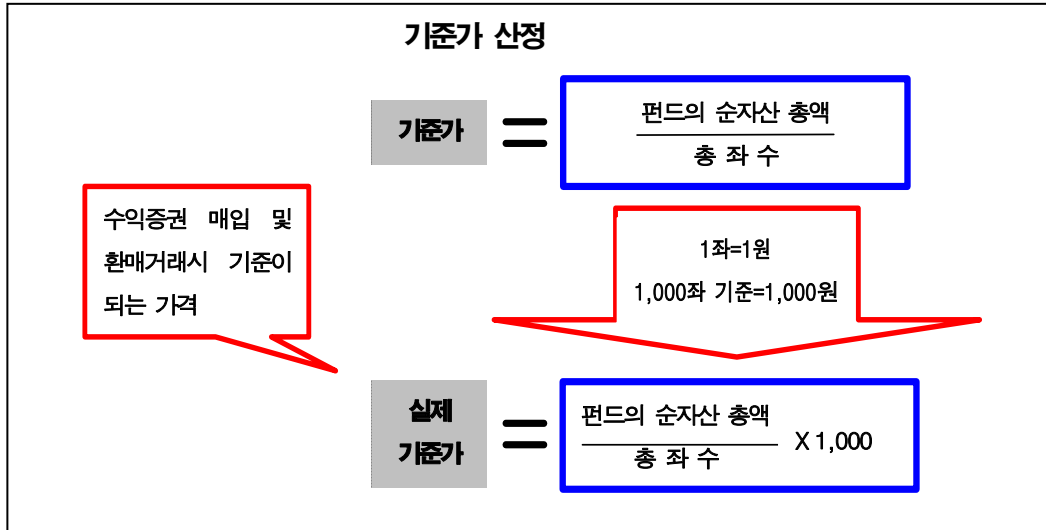 기준가 산정
기준가
펀드의 순자산 총액
총 좌 수
수익증권 매입 및
환매거래시 기준이
되는 가격
1좌=1원
1,000좌 기준=1,000원
실제
기준가
펀드의 순자산 총액
총 좌 수
X 1,000